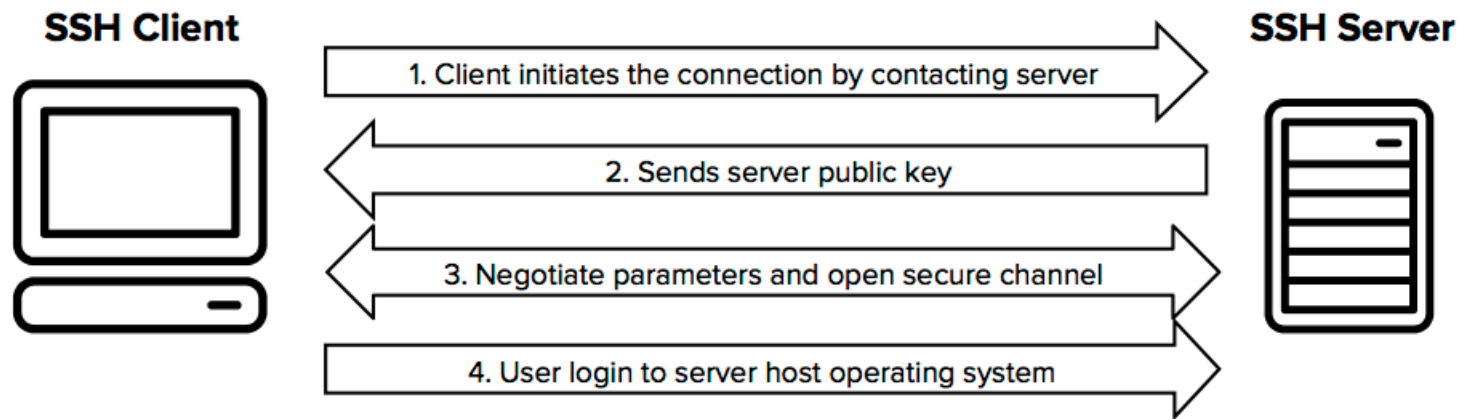 SSH Client
SSH Server
1. Client initiates the connection by contacting server
2. Sends server public key
3. Negotiate parameters and open secure channel
4. User login to server host operating system